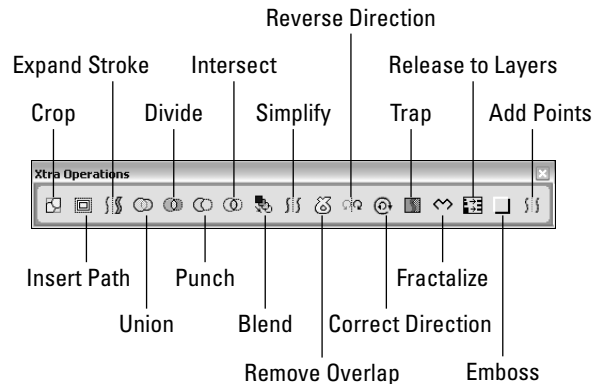 Reverse Direction
Expand Stroke Intersect Release to Layers
Crop Divide Simplify Trap Add Points
Xtra Operations
Insert Path Punch Fractalize
Union Blend Correct Direction
Remove Overlap Emboss